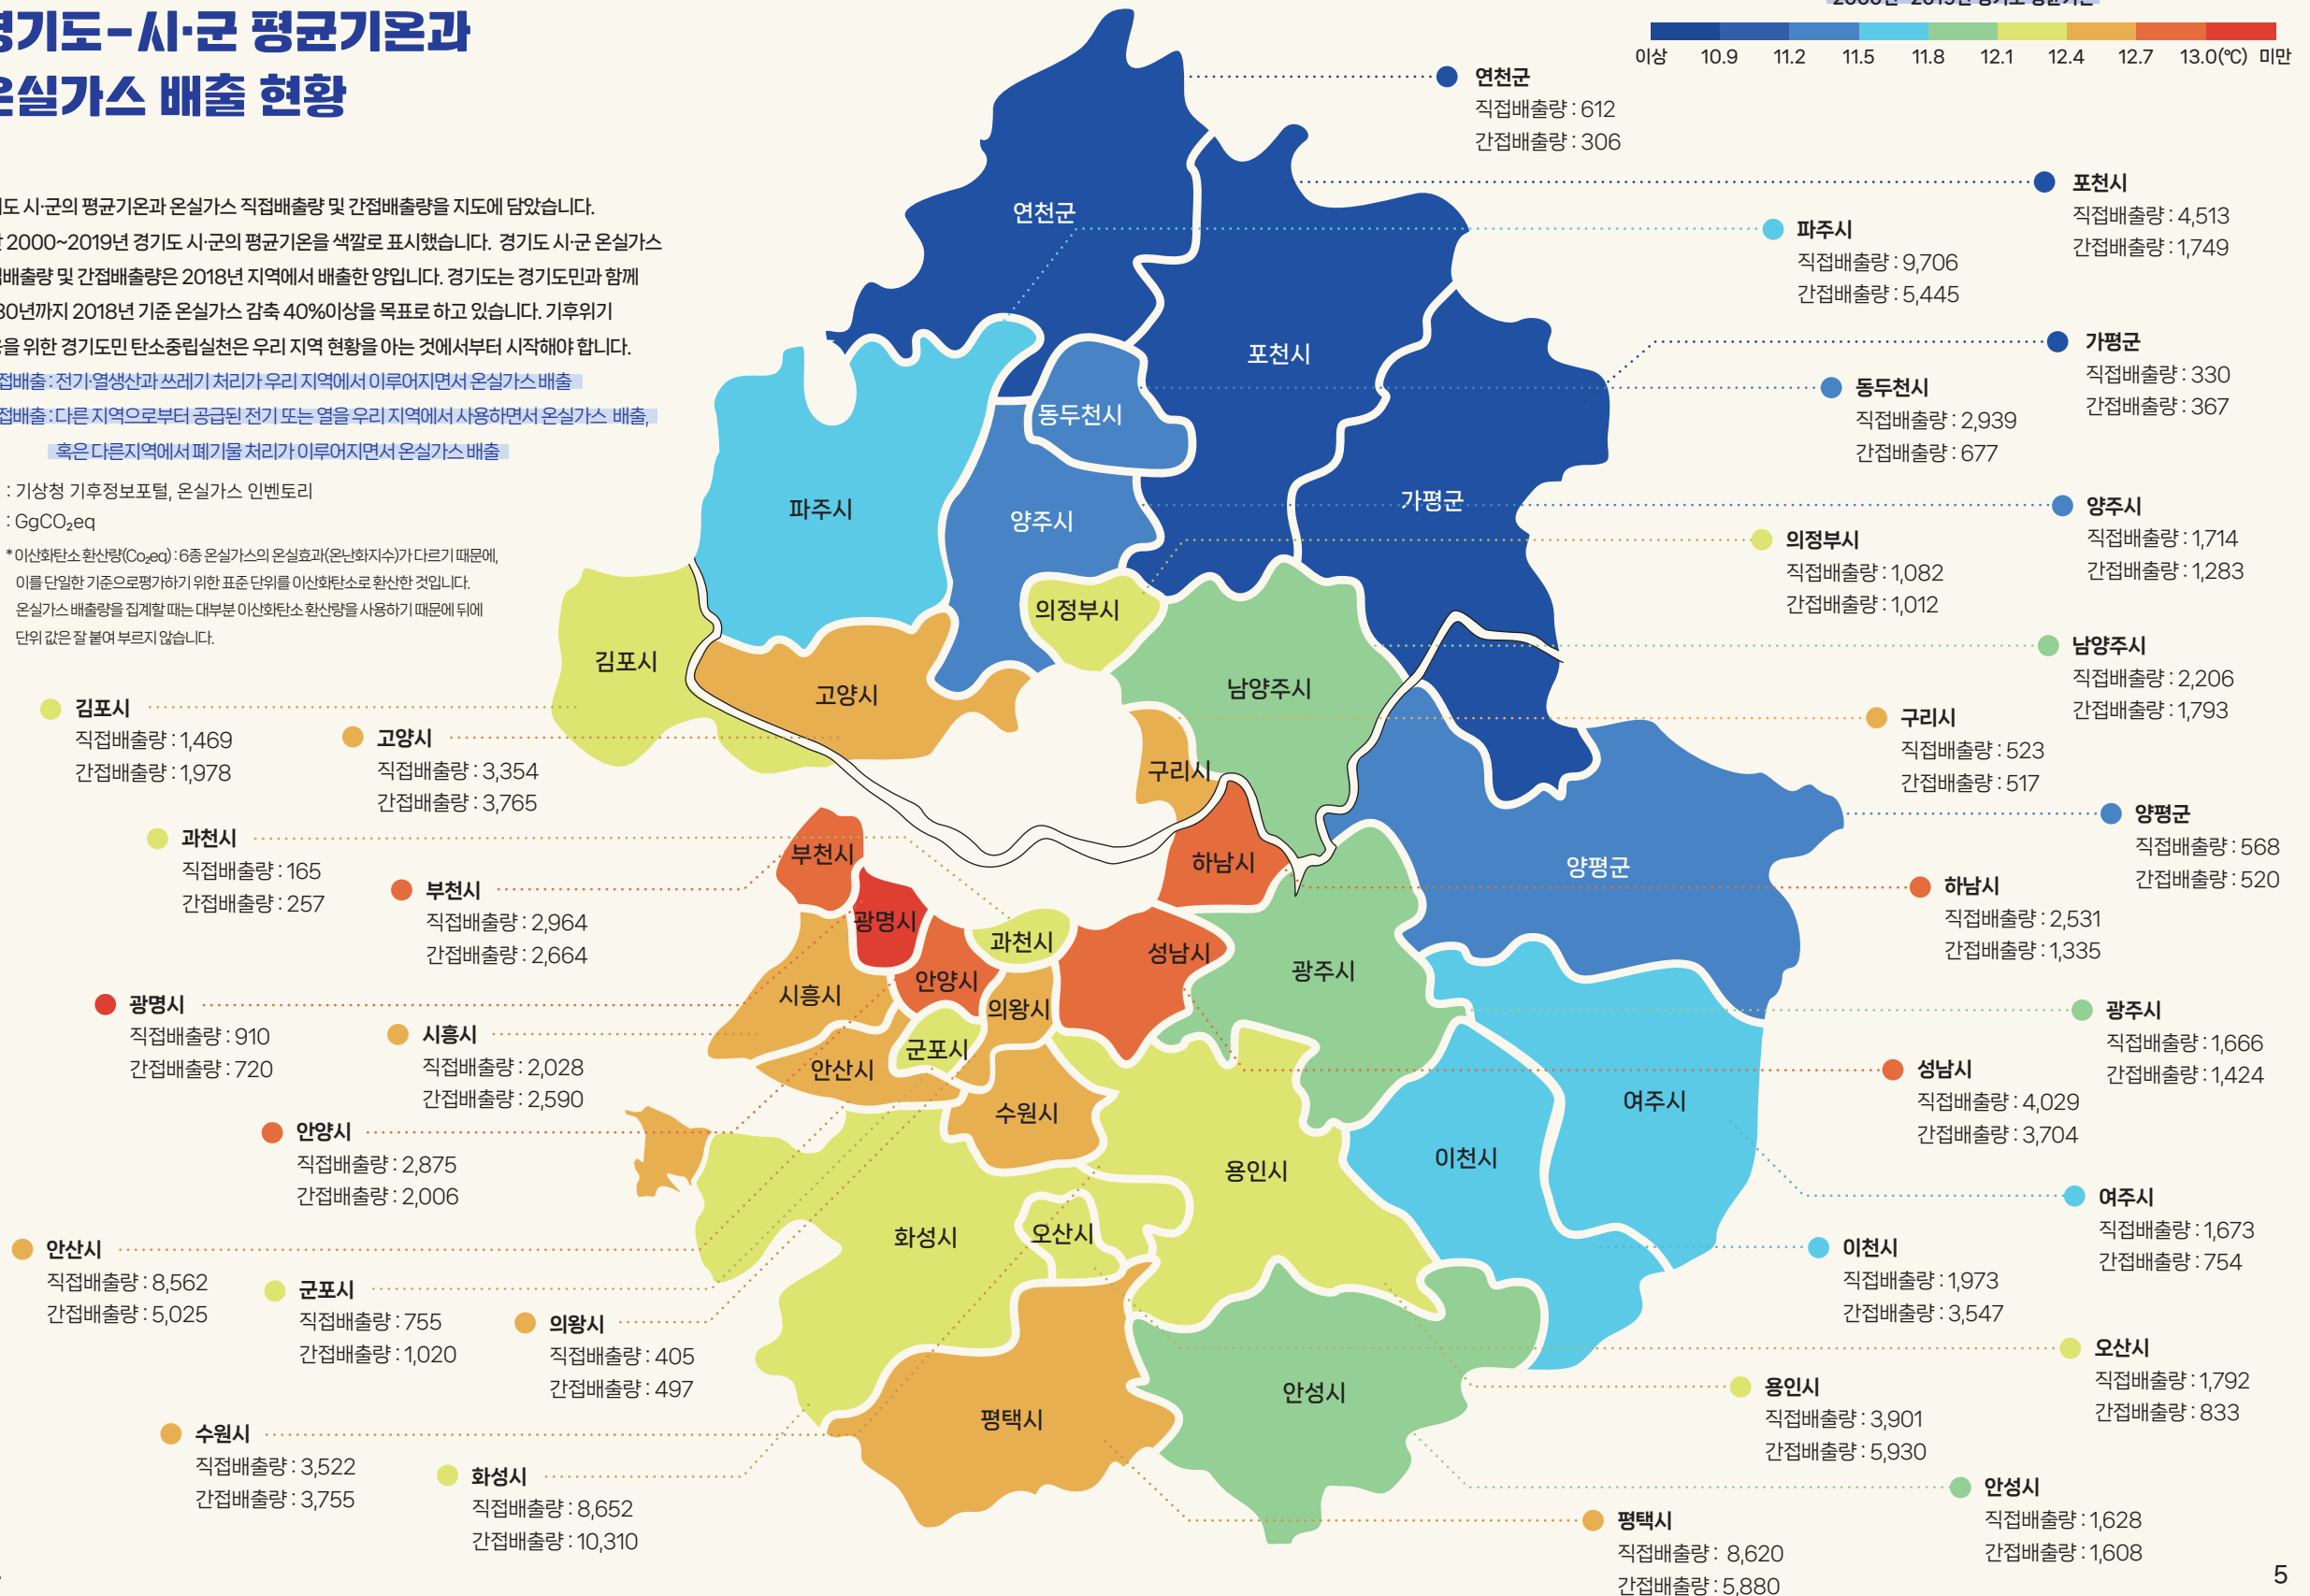 경기도-시·군 평균기온과
온실가스 배출 현황
도 시·군의 평균기온과 온실가스 직접배출량 및 간접배출량을 지도에 담았습니다.
2000~2019년 경기도 시·군의 평균기온을 색깔로 표시했습니다. 경기도 시·군 온실가스
배출량 및 간접배출량은 2018년 지역에서 배출한 양입니다. 경기도는 경기도민과 함께
30년까지 2018년 기준 온실가스 감축 40%이상을 목표로 하고 있습니다. 기후위기
을 위한 경기도민 탄소중립실천은 우리 지역 현황을 아는 것에서부터 시작해야 합니다.
접배출 : 전기·열생산과 쓰레기 처리가 우리 지역에서 이루어지면서 온실가스 배출
접배출 : 다른 지역으로부터 공급된 전기 또는 열을 우리 지역에서 사용하면서 온실가스 배출,
혹은 다른지역에서 폐기물 처리가 이루어지면서 온실가스 배출
: 기상청 기후정보포털, 온실가스 인벤토리
: GgCO₂eq
* 이산화탄소 환산량(Co₂eq) : 6종 온실가스의 온실효과(온난화지수)가 다르기 때문에,
이를 단일한 기준으로평가하기 위한 표준 단위를 이산화탄소로 환산한 것입니다.
온실가스 배출량을 집계할 때는 대부분 이산화탄소 환산량을 사용하기 때문에 뒤에
단위 값은 잘 붙여 부르지 않습니다.
2000년~2019년 경기도 평균기온
이상 10.9 11.2 11.5 11.8 12.1 12.4 12.7 13.0(℃) 미만
연천군
직접배출량 : 612
간접배출량 : 306
포천시
직접배출량 : 4,513
간접배출량 : 1,749
파주시
직접배출량 : 9,706
간접배출량 : 5,445
가평군
직접배출량 : 330
간접배출량 : 367
동두천시
직접배출량 : 2,939
간접배출량 : 677
양주시
직접배출량 : 1,714
간접배출량 : 1,283
의정부시
직접배출량 : 1,082
간접배출량 : 1,012
남양주시
직접배출량 : 2,206
간접배출량 : 1,793
구리시
직접배출량 : 523
간접배출량 : 517
양평군
직접배출량 : 568
간접배출량 : 520
하남시
직접배출량 : 2,531
간접배출량 : 1,335
광주시
직접배출량 : 1,666
간접배출량 : 1,424
성남시
직접배출량 : 4,029
간접배출량 : 3,704
여주시
직접배출량 : 1,673
간접배출량 : 754
이천시
직접배출량 : 1,973
간접배출량 : 3,547
오산시
직접배출량 : 1,792
간접배출량 : 833
용인시
직접배출량 : 3,901
간접배출량 : 5,930
안성시
직접배출량 : 1,628
간접배출량 : 1,608
평택시
직접배출량 : 8,620
간접배출량 : 5,880
김포시
직접배출량 : 1,469
간접배출량 : 1,978
고양시
직접배출량 : 3,354
간접배출량 : 3,765
과천시
직접배출량 : 165
간접배출량 : 257
부천시
직접배출량 : 2,964
간접배출량 : 2,664
광명시
직접배출량 : 910
간접배출량 : 720
시흥시
직접배출량 : 2,028
간접배출량 : 2,590
안양시
직접배출량 : 2,875
간접배출량 : 2,006
안산시
직접배출량 : 8,562
간접배출량 : 5,025
군포시
직접배출량 : 755
간접배출량 : 1,020
의왕시
직접배출량 : 405
간접배출량 : 497
수원시
직접배출량 : 3,522
간접배출량 : 3,755
화성시
직접배출량 : 8,652
간접배출량 : 10,310
연천군
포천시
동두천시
파주시
양주시
가평군
의정부시
김포시
고양시
남양주시
구리시
부천시
하남시
양평군
광명시
과천시
성남시
광주시
안양시
시흥시
의왕시
군포시
안산시
수원시
여주시
이천시
용인시
화성시
오산시
안성시
평택시
5